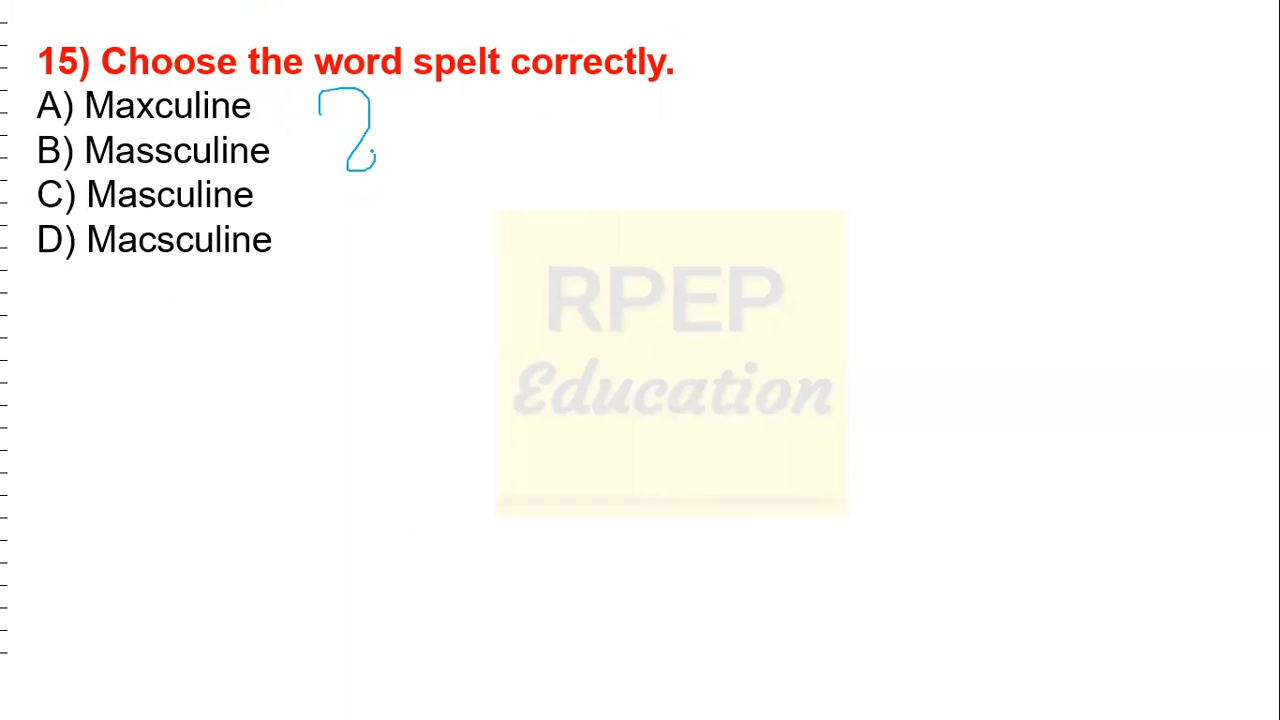 15) Choose the word spelt correctly.
A) Maxculine
B) Massculine
C) Masculine
D) Macsculine
RPEP
Education